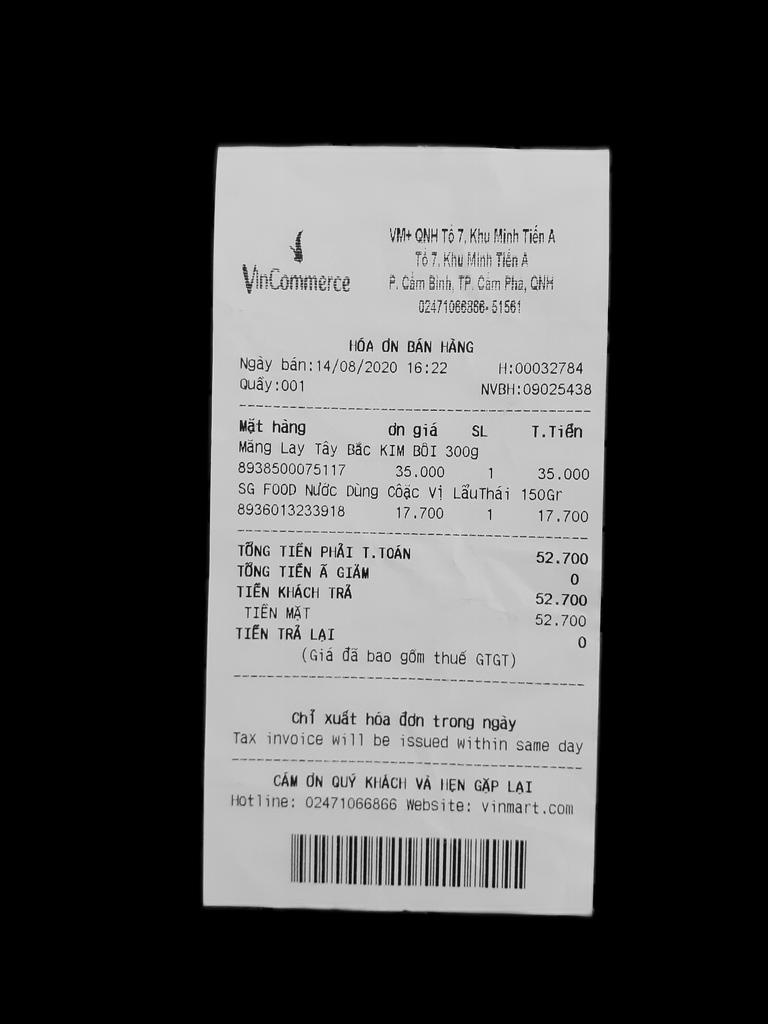 VinCommerce
VM+ QNH Tổ 7, Khu Minh Tiến A
Tổ 7, Khu Minh Tiến A
P. Cẩm Bình, TP. Cẩm Phả, QNH
02471066866-51561
HÓA ƠN BÁN HÀNG
Ngày bán:14/08/2020 16:22 H:00032784
Quầy:001 NVBH:09025438
Mặt hàng ơn giá SL T.Tiền
Măng Lay Tây Bắc KIM BÔI 300g
8938500075117 35.000 1 35.000
SG FOOD Nước Dùng Côặc Vị LẩuThái 150Gr
8936013233918 17.700 1 17.700
TỔNG TIỀN PHẢI T.TOÁN 52.700
TỔNG TIỀN Ã GIẢM 0
TIỀN KHÁCH TRẢ 52.700
TIỀN MẶT 52.700
TIỀN TRẢ LẠI 0
(Giá đã bao gồm thuế GTGT)
Chỉ xuất hóa đơn trong ngày
Tax invoice will be issued within same day
CẢM ƠN QUÝ KHÁCH VÀ HẸN GẶP LẠI
Hotline: 02471066866 Website: vinmart.com